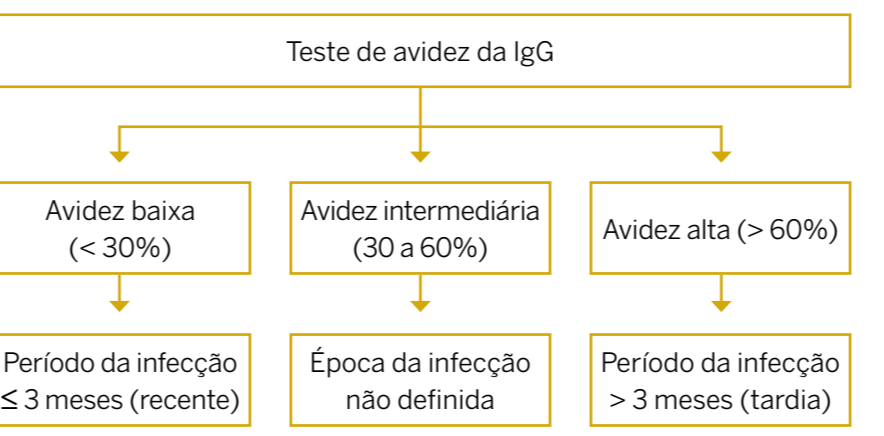 Teste de avidez da IgG
Avidez baixa
(< 30%)
Avidez intermediária
(30 a 60%)
Avidez alta (> 60%)
Período da infecção
≤ 3 meses (recente)
Época da infecção
não definida
Período da infecção
> 3 meses (tardia)